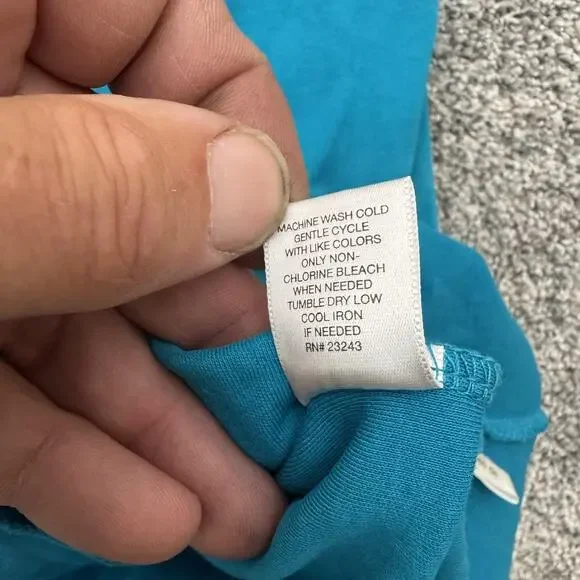 MACHINE WASH COLD
GENTLE CYCLE
WITH LIKE COLORS
ONLY NON-
CHLORINE BLEACH
WHEN NEEDED
TUMBLE DRY LOW
COOL IRON
IF NEEDED
RN# 23243